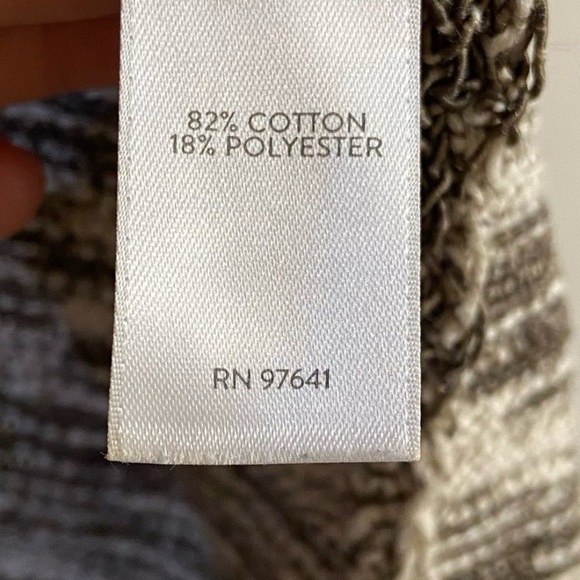 82% COTTON
18% POLYESTER
RN 97641